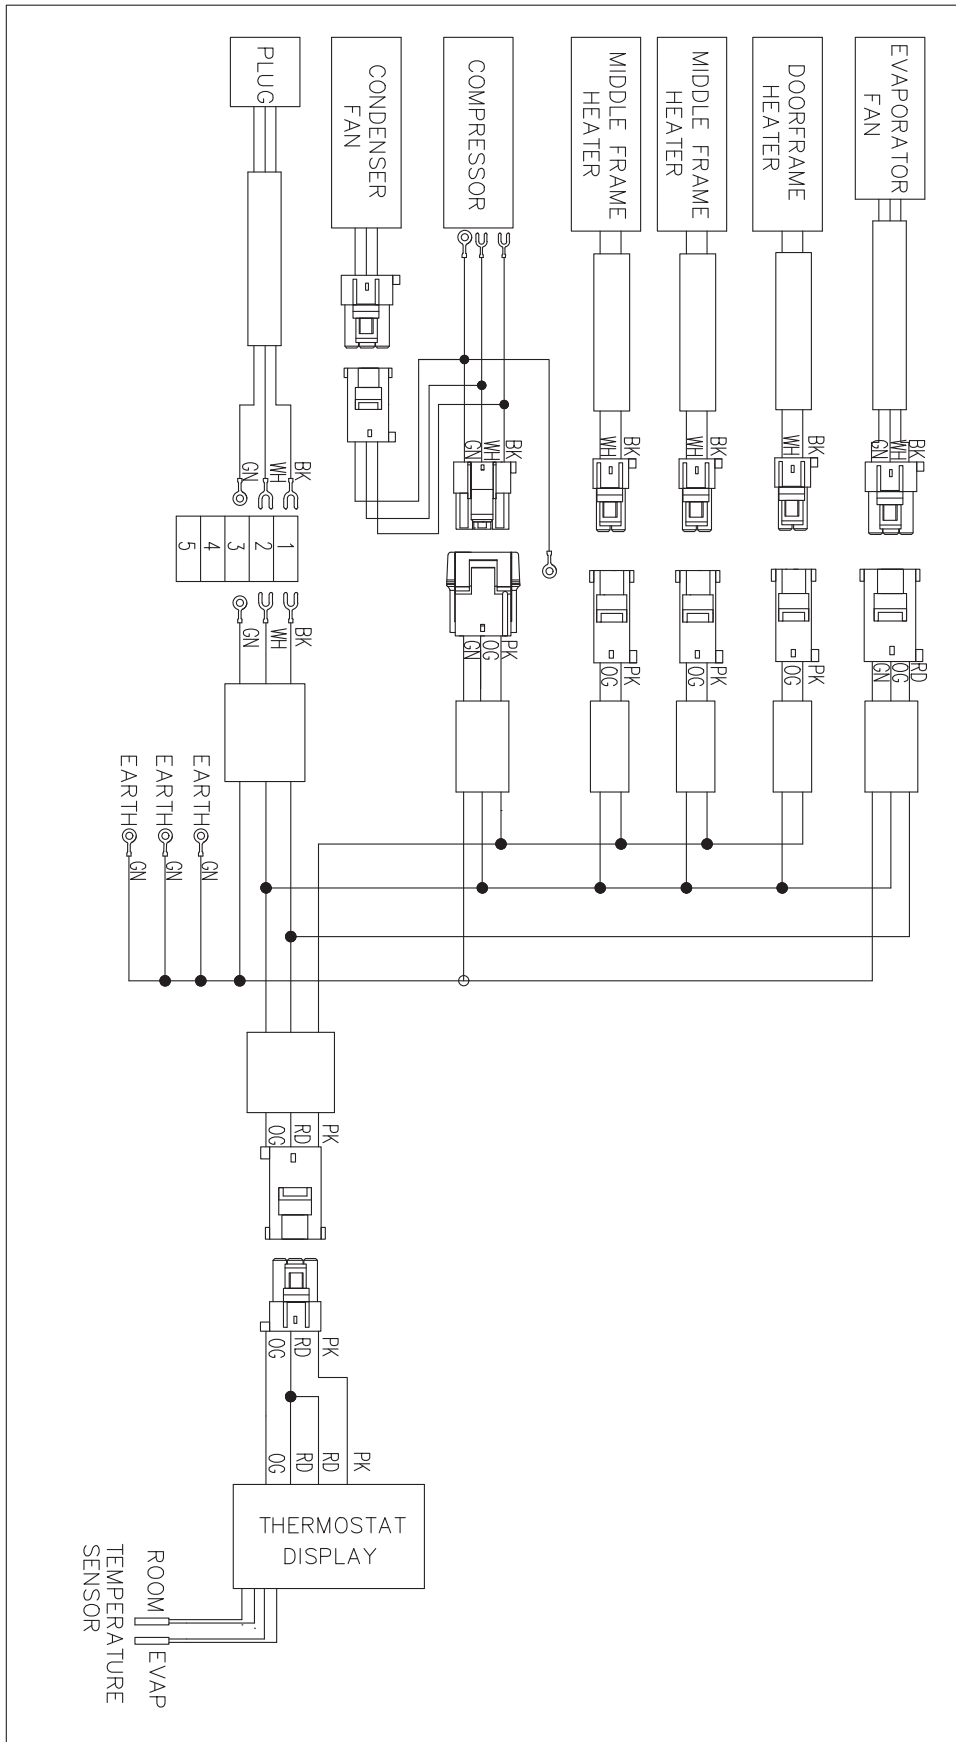 PLUG
CONDENSER
FAN
COMPRESSOR
MIDDLE FRAME
HEATER
MIDDLE FRAME
HEATER
DOORFRAME
HEATER
EVAPORATOR
FAN
GN
WH
BK
GN
WH
BK
WH
BK
WH
BK
WH
BK
GN
WH
BK
5
4
3
2
1
GN
WH
BK
GN
OG
PK
OG
PK
OG
PK
OG
PK
GN
OG
RD
EARTH
GN
EARTH
GN
EARTH
GN
OG
RD
PK
OG
RD
PK
OG
RD
RD
PK
THERMOSTAT
DISPLAY
ROOM
EVAP
TEMPERATURE
SENSOR